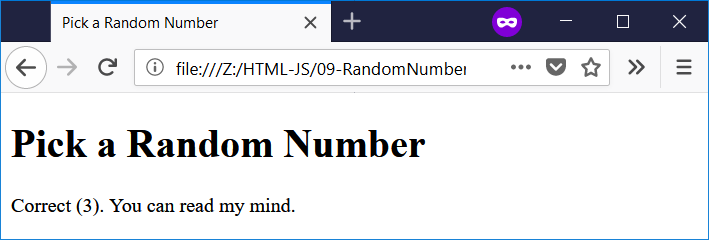 Pick a Random Number
file:///Z:/HTML-JS/09-RandomNumber
Pick a Random Number
Correct (3). You can read my mind.